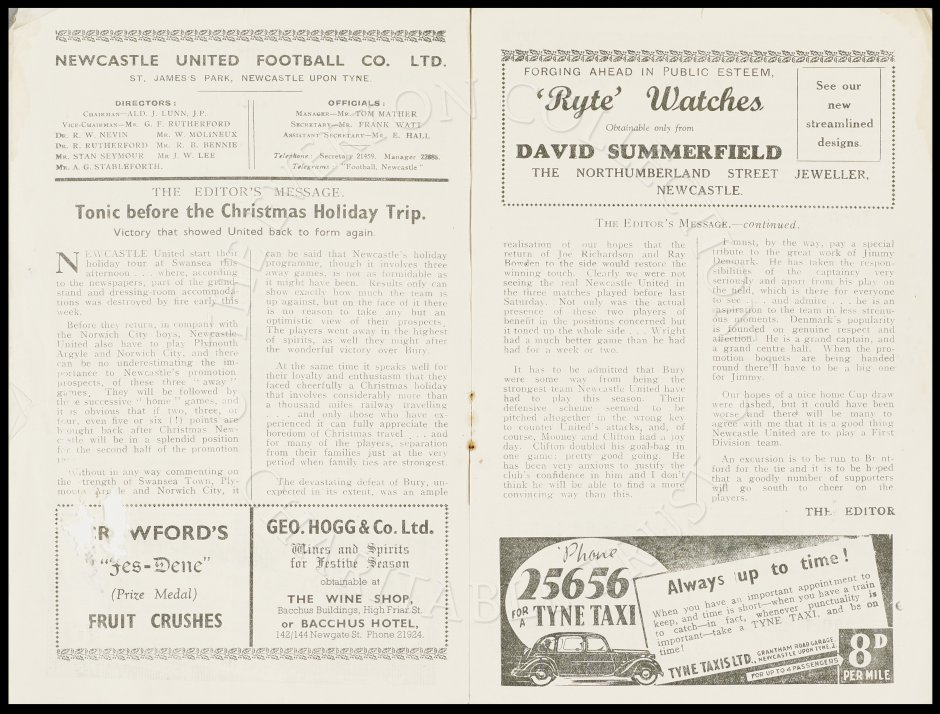 NEWCASTLE UNITED FOOTBALL CO. LTD.
ST. JAMES'S PARK, NEWCASTLE UPON TYNE.
DIRECTORS:
CHAIRMAN—ALD. J. LUNN, J.P.
VICE-CHAIRMAN—MR. G. F. RUTHERFORD
DR. R. W. NEVIN MR. W. MOLINEUX
DR. R. RUTHERFORD MR. R. B. BENNIE
MR. STAN SEYMOUR MR. J. W. LEE
MR. A. G. STABLEFORTH.
OFFICIALS:
MANAGER—MR. TOM MATHER
SECRETARY—MR. FRANK WATT
ASSISTANT SECRETARY—MR. E. HALL
Telephone: Secretary 21959. Manager 22886.
Telegrams: "Football, Newcastle
THE EDITOR'S MESSAGE.
Tonic before the Christmas Holiday Trip.
Victory that showed United back to form again.
NEWCASTLE UNITED start their
holiday tour at Swansea this
afternoon . . . where, according
to the newspapers, part of the grand
stand and dressing-room accommoda-
tions was destroyed by fire early this
week.
Before they return, in company with
the Norwich City boys, Newcastle
United also have to play Plymouth
Argyle and Norwich City, and there
can be no underestimating the im-
portance to Newcastle's promotion
prospects, of these three "away"
games. They will be followed by
three successive "home" games, and
it is obvious that if two, three, or
four, even five or six (!) points are
brought back after Christmas New-
castle will be in a splendid position
for the second half of the promotion
Without in any way commenting on
the strength of Swansea Town, Ply-
mouth Argyle and Norwich City, it
can be said that Newcastle's holiday
programme, though it involves three
away games, is not as formidable as
it might have been. Results only can
show exactly how much the team is
up against, but on the face of it there
is no reason to take any but an
optimistic view of their prospects.
The players went away in the highest
of spirits, as well they might after
the wonderful victory over Bury.
At the same time it speaks well for
their loyalty and enthusiasm that they
faced cheerfully a Christmas holiday
that involves considerably more than
a thousand miles railway travelling
. . and only those who have ex-
perienced it can fully appreciate the
boredom of Christmas travel . . . and
for many of the players, separation
from their families just at the very
period when family ties are strongest.
The devastating defeat of Bury, un-
expected in its extent, was an ample
CRAWFORD'S
"Jes-Dene"
(Prize Medal)
FRUIT CRUSHES
GEO. HOGG & Co. Ltd.
Wines and Spirits
for Festive Season
obtainable at
THE WINE SHOP,
Bacchus Buildings, High Friar St.
or BACCHUS HOTEL,
142/144 Newgate St. Phone 21924.
FORGING AHEAD IN PUBLIC ESTEEM,
'Ryte' Watches
Obtainable only from
DAVID SUMMERFIELD
THE NORTHUMBERLAND STREET JEWELLER,
NEWCASTLE.
See our
new
streamlined
designs.
THE EDITOR'S MESSAGE.—continued.
realisation of our hopes that the
return of Joe Richardson and Ray
Bowden to the side would restore the
winning touch. Clearly we were not
seeing the real Newcastle United in
the three matches played before last
Saturday. Not only was the actual
presence of these two players of
benefit in the positions concerned but
it toned up the whole side . . . Wright
had a much better game than he had
had for a week or two.
It has to be admitted that Bury
were some way from being the
strongest team Newcastle United have
had to play this season. Their
defensive scheme seemed to be
pitched altogether in the wrong key
to counter United's attacks, and, of
course, Mooney and Clifton had a joy
day. Clifton doubled his goal-bag in
one game: pretty good going. He
has been very anxious to justify the
club's confidence in him and I don't
think he will be able to find a more
convincing way than this.
I must, by the way, pay a special
tribute to the great work of Jimmy
Denmark. He has taken the respon-
sibilities of the captaincy very
seriously and apart from his play on
the field, which is there for everyone
to see . . . and admire . . . he is an
inspiration to the team in less strenu-
ous moments. Denmark's popularity
is founded on genuine respect and
affection. He is a grand captain, and
a grand centre half. When the pro-
motion boquets are being handed
round there'll have to be a big one
for Jimmy.
Our hopes of a nice home Cup draw
were dashed, but it could have been
worse and there will be many to
agree with me that it is a good thing
Newcastle United are to play a First
Division team.
An excursion is to be run to Brent-
ford for the tie and it is to be hoped
that a goodly number of supporters
will go south to cheer on the
players.
THE EDITOR
'Phone
25656
FOR A TYNE TAXI
Always up to time!
When you have an important appointment to
keep, and time is short—when you have a train
to catch—in fact, whenever punctuality is
important—take a TYNE TAXI, and be on
time!
TYNE TAXIS LTD., GRANTHAM ROAD GARAGE,
NEWCASTLE UPON TYNE, 2.
FOR UP TO 4 PASSENGERS
8D
PER MILE